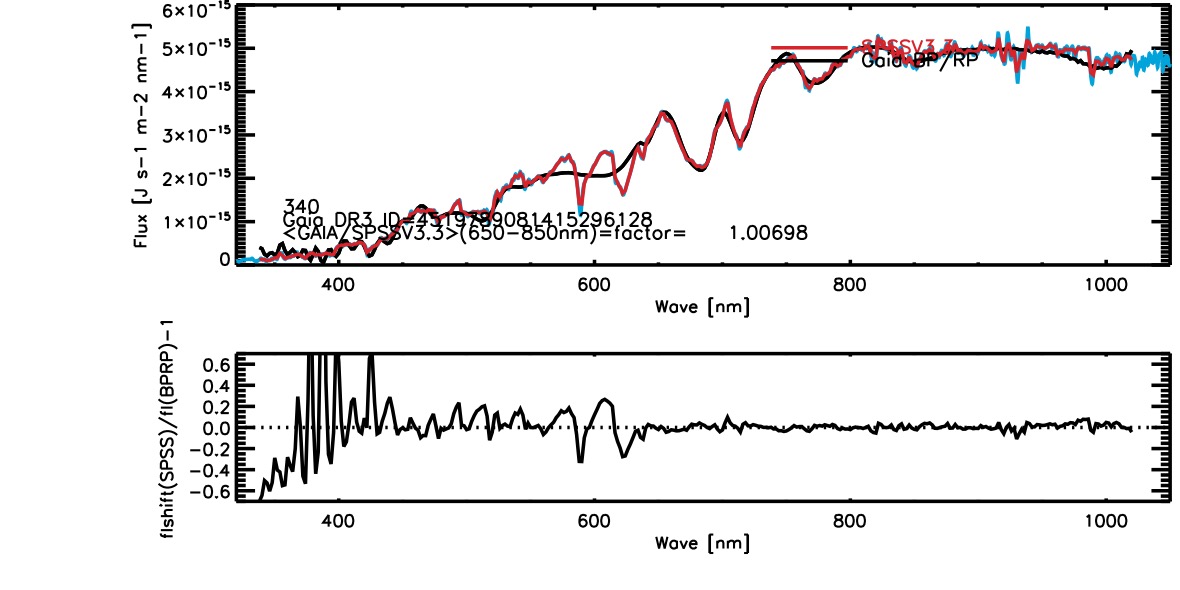 6×10−15
5×10−15
4×10−15
3×10−15
2×10−15
1×10−15
0
Flux [J s−1 m−2 nm−1]
SPSSV3.3
Gaia BP/RP
340
Gaia DR3 ID=
<GAIA/SPSSV3.3>(650−850nm)=factor= 1.00698
400 600 800 1000
Wave [nm]
flshift(SPSS)/fl(BPRP)−1
0.6
0.4
0.2
0.0
−0.2
−0.4
−0.6
400 600 800 1000
Wave [nm]